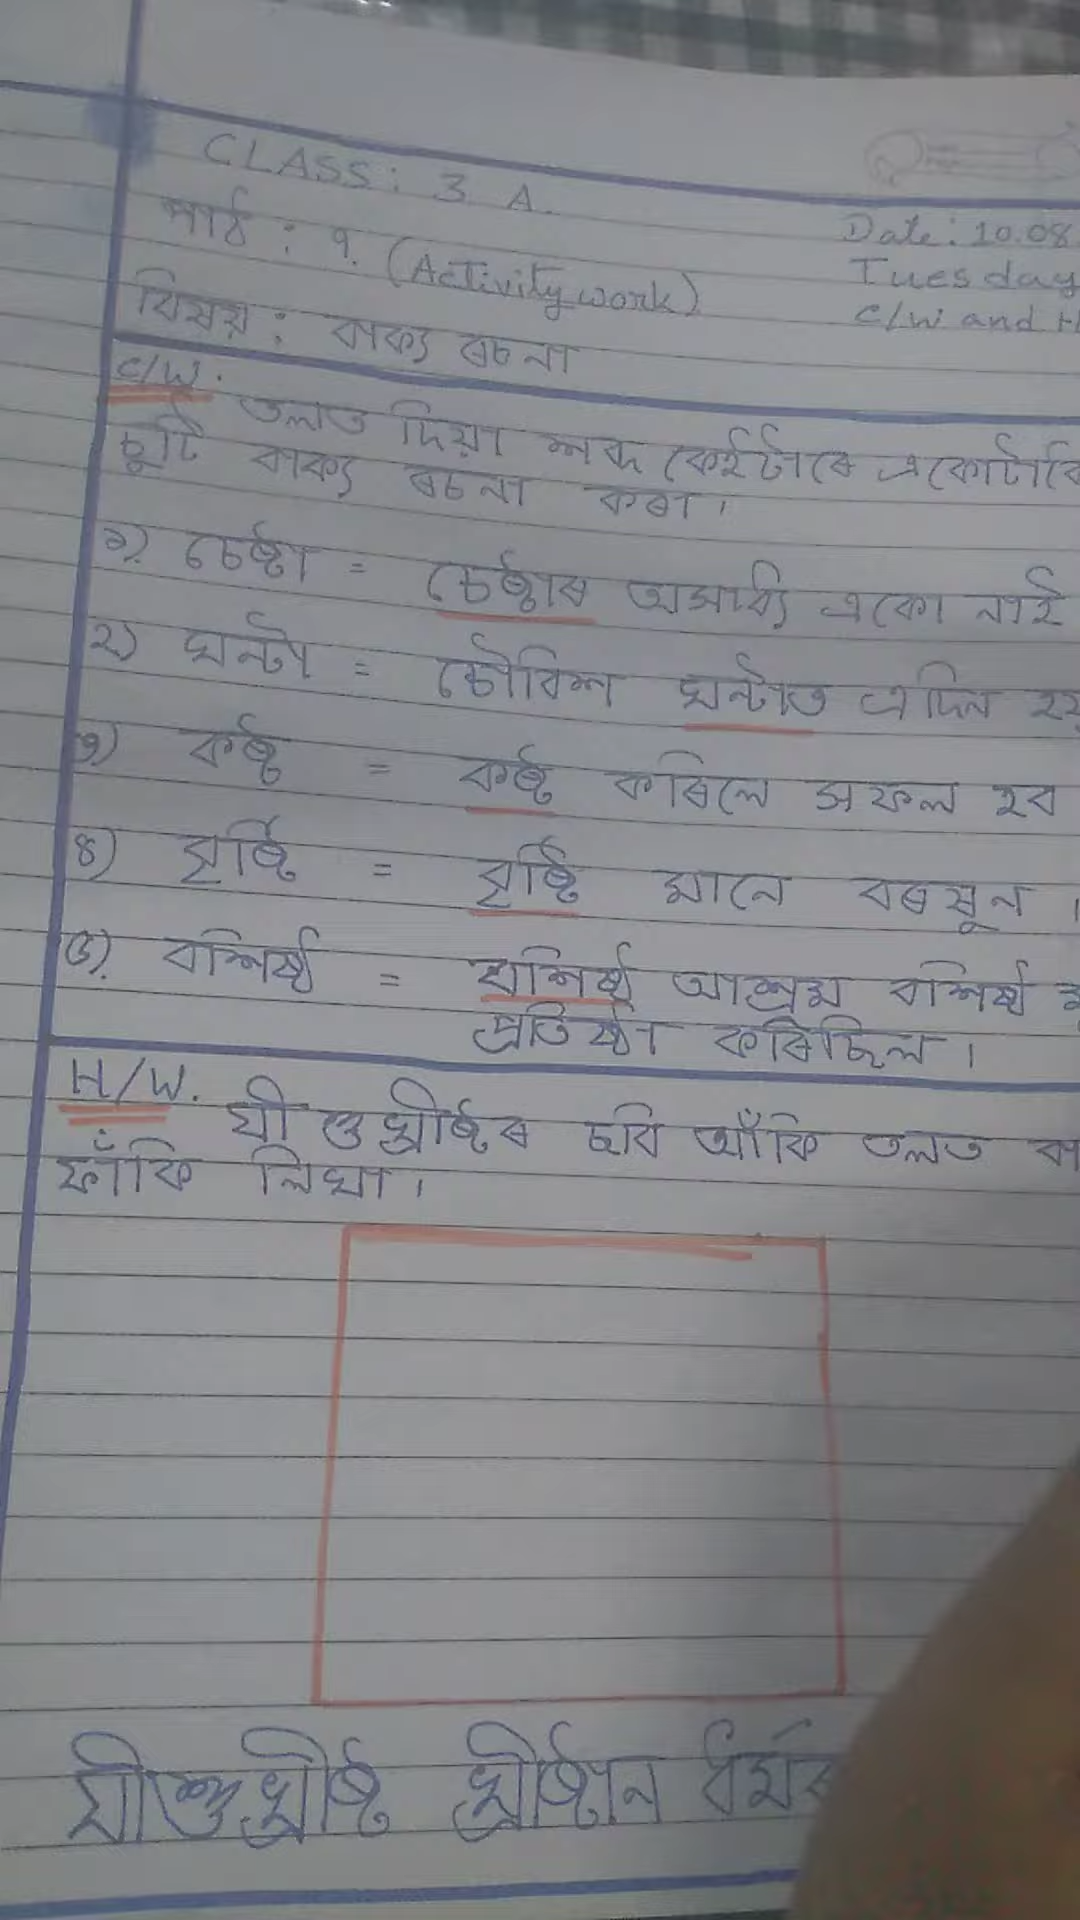 CLASS: 3 A.
পাঠ : ৭. (Activity work)
Date: 10.08
Tuesday
বিষয় : বাক্য ৰচনা
C/W and H
C/W.
তলত দিয়া শব্দ কেইটাৰে একোটাকৈ
চুটি বাক্য ৰচনা কৰা।
১) চেষ্টা = চেষ্টাৰ অসাধ্য একো নাই
২) ঘন্টা = চৌবিশ ঘন্টাত এদিন হয়
৩) কষ্ট = কষ্ট কৰিলে সফল হব
৪) বৃষ্টি = বৃষ্টি মানে বৰষুন।
৫) বশিষ্ঠ = বশিষ্ঠ আশ্ৰম বশিষ্ঠ
প্ৰতিষ্ঠা কৰিছিল।
H/W. যীশুখ্ৰীষ্টৰ ছবি আঁকি তলত
ফাঁকি লিখা।
যীশুখ্ৰীষ্ট খ্ৰীষ্টান ধৰ্মৰ